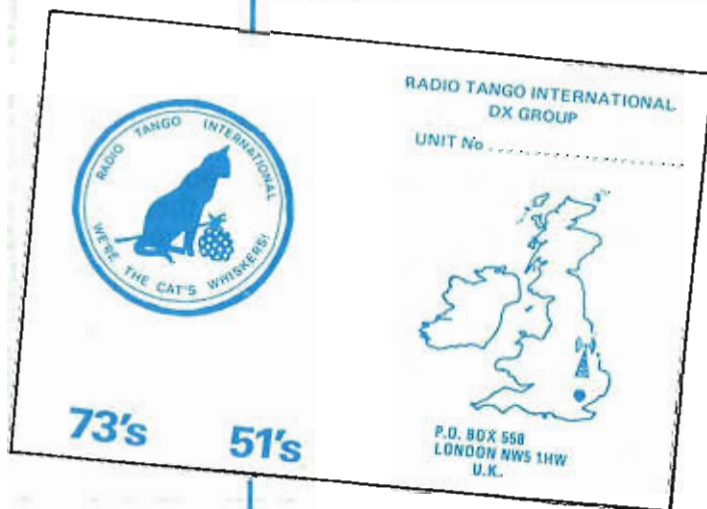 RADIO TANGO INTERNATIONAL
WE'RE THE CAT'S WHISKERS!
73's 51's
RADIO TANGO INTERNATIONAL
DX GROUP
UNIT No
P.O. BOX 558
LONDON NW5 1HW
U.K.